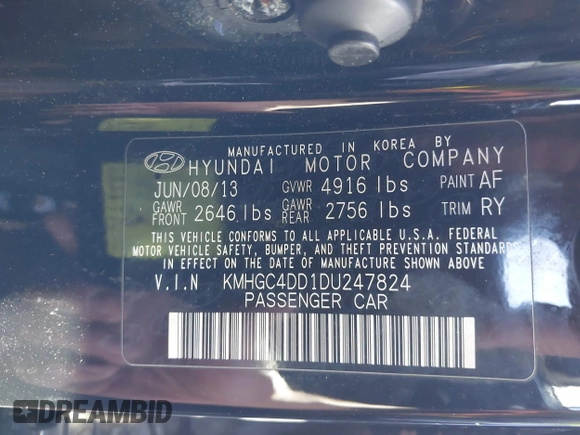 MANUFACTURED IN KOREA BY
HYUNDAI MOTOR COMPANY
JUN/08/13 GVWR 4916 lbs PAINT AF
GAWR FRONT 2646 lbs GAWR REAR 2756 lbs TRIM RY
THIS VEHICLE CONFORMS TO ALL APPLICABLE U.S.A. FEDERAL
MOTOR VEHICLE SAFETY, BUMPER, AND THEFT PREVENTION STANDARDS
IN EFFECT ON THE DATE OF MANUFACTURE SHOWN ABOVE
V.I.N KMHGC4DD1DU247824
PASSENGER CAR
DREAMBID